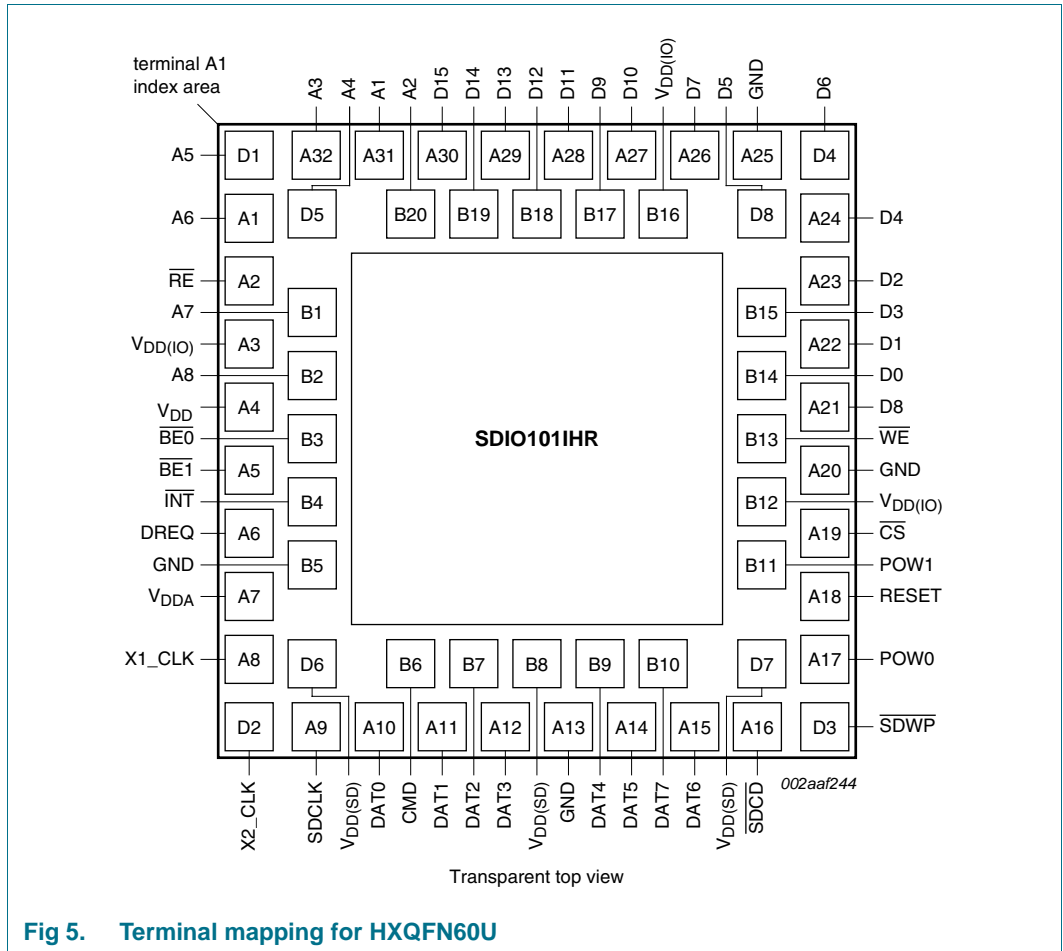 terminal A1
index area
A3
A4
A1
A2
D15
D14
D13
D12
D11
D9
D10
VDD(IO)
D7
D5
GND
D6
A5
D1
A32
A31
A30
A29
A28
A27
A26
A25
D4
D5
B20
B19
B18
B17
B16
D8
A6
A1
A24
D4
RE
A2
A23
D2
A7
B1
B15
D3
VDD(IO)
A3
A22
D1
A8
B2
B14
D0
VDD
A4
A21
D8
BE0
B3
SDIO101IHR
B13
WE
BE1
A5
A20
GND
INT
B4
B12
VDD(IO)
DREQ
A6
A19
CS
GND
B5
B11
POW1
VDDA
A7
A18
RESET
X1_CLK
A8
D6
B6
B7
B8
B9
B10
D7
A17
POW0
D2
A9
A10
A11
A12
A13
A14
A15
A16
D3
SDWP
X2_CLK
SDCLK
VDD(SD)
DAT0
CMD
DAT1
DAT2
DAT3
VDD(SD)
GND
DAT4
DAT5
DAT7
DAT6
VDD(SD)
SDCD
002aaf244
Transparent top view
Fig 5. Terminal mapping for HXQFN60U